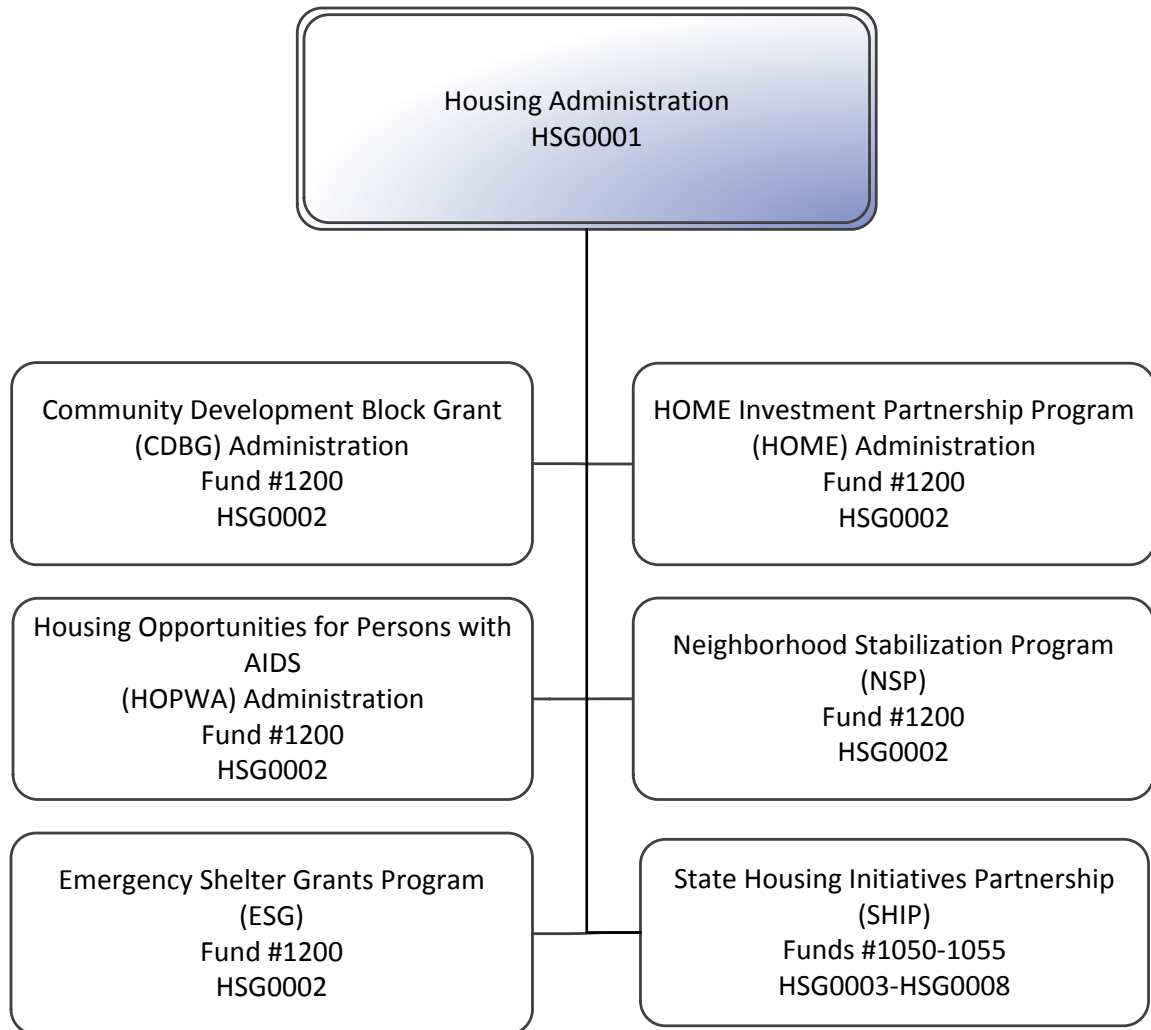 Housing Administration
HSG0001
Community Development Block Grant
(CDBG) Administration
Fund #1200
HSG0002
HOME Investment Partnership Program
(HOME) Administration
Fund #1200
HSG0002
Housing Opportunities for Persons with
AIDS
(HOPWA) Administration
Fund #1200
HSG0002
Neighborhood Stabilization Program
(NSP)
Fund #1200
HSG0002
Emergency Shelter Grants Program
(ESG)
Fund #1200
HSG0002
State Housing Initiatives Partnership
(SHIP)
Funds #1050-1055
HSG0003-HSG0008